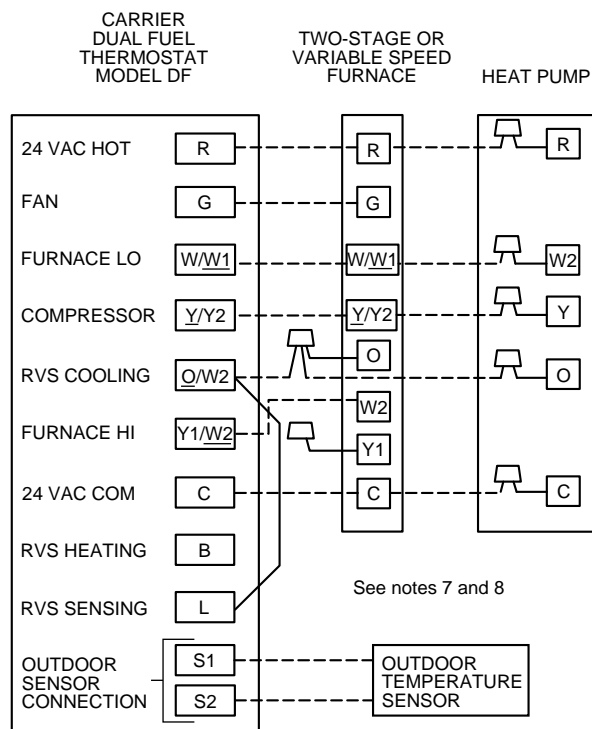 CARRIER
DUAL FUEL
THERMOSTAT
MODEL DF
TWO-STAGE OR
VARIABLE SPEED
FURNACE
HEAT PUMP
24 VAC HOT R R R
FAN G G
FURNACE LO W/W1 W/W1 W2
COMPRESSOR Y/Y2 Y/Y2 Y
O
RVS COOLING O/W2 O
W2
FURNACE HI Y1/W2
Y1
24 VAC COM C C C
RVS HEATING B
See notes 7 and 8
RVS SENSING L
OUTDOOR
SENSOR
CONNECTION
S1
S2
OUTDOOR
TEMPERATURE
SENSOR